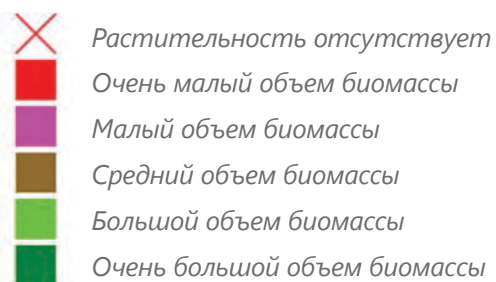 Растительность отсутствует
Очень малый объем биомассы
Малый объем биомассы
Средний объем биомассы
Большой объем биомассы
Очень большой объем биомассы